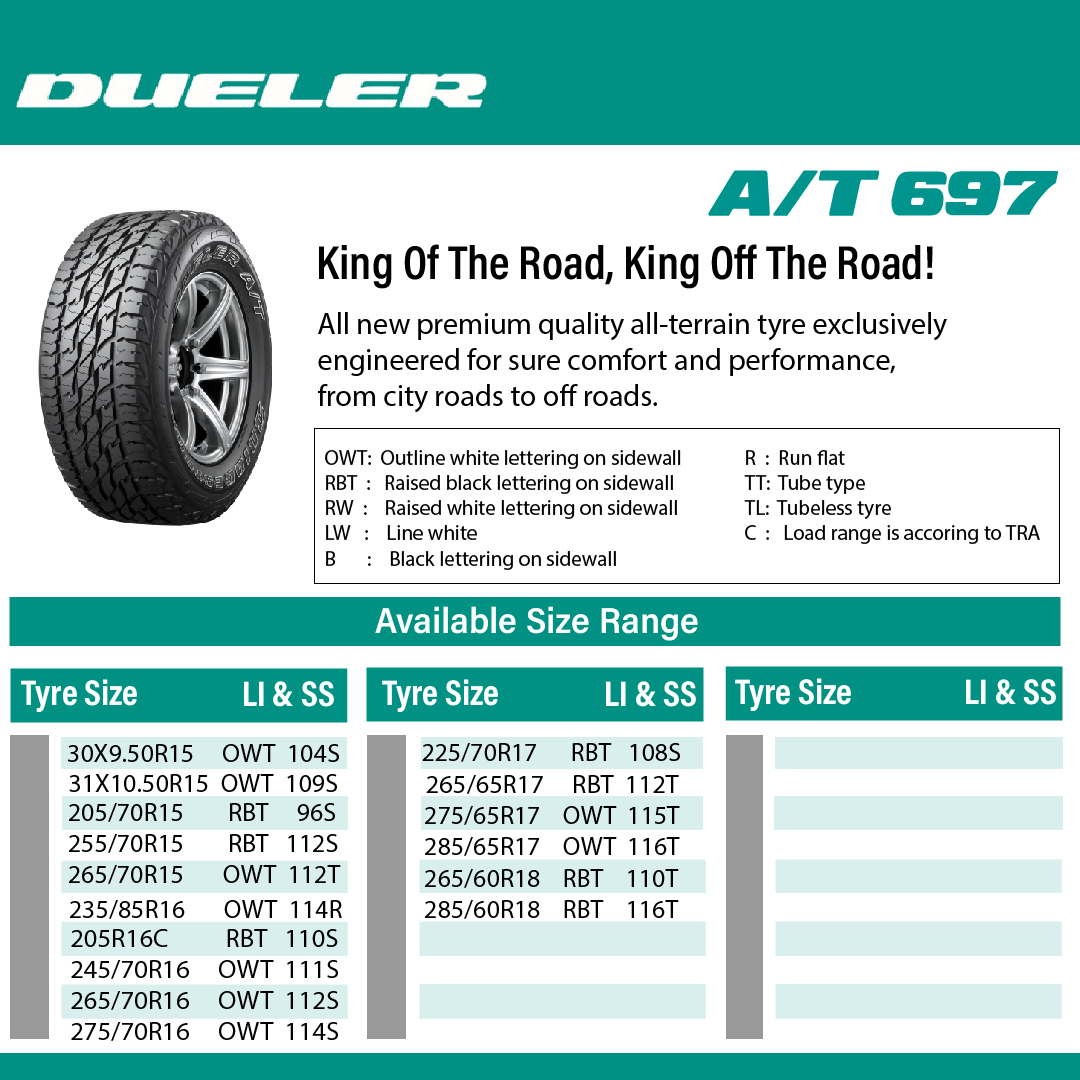 DUELER
A/T 697
King Of The Road, King Off The Road!
All new premium quality all-terrain tyre exclusively
engineered for sure comfort and performance,
from city roads to off roads.
OWT: Outline white lettering on sidewall
RBT : Raised black lettering on sidewall
RW : Raised white lettering on sidewall
LW : Line white
B : Black lettering on sidewall
R : Run flat
TT: Tube type
TL: Tubeless tyre
C : Load range is accoring to TRA
Available Size Range
Tyre Size LI & SS
30X9.50R15 OWT 104S
31X10.50R15 OWT 109S
205/70R15 RBT 96S
255/70R15 RBT 112S
265/70R15 OWT 112T
235/85R16 OWT 114R
205R16C RBT 110S
245/70R16 OWT 111S
265/70R16 OWT 112S
275/70R16 OWT 114S
Tyre Size LI & SS
225/70R17 RBT 108S
265/65R17 RBT 112T
275/65R17 OWT 115T
285/65R17 OWT 116T
265/60R18 RBT 110T
285/60R18 RBT 116T
Tyre Size LI & SS